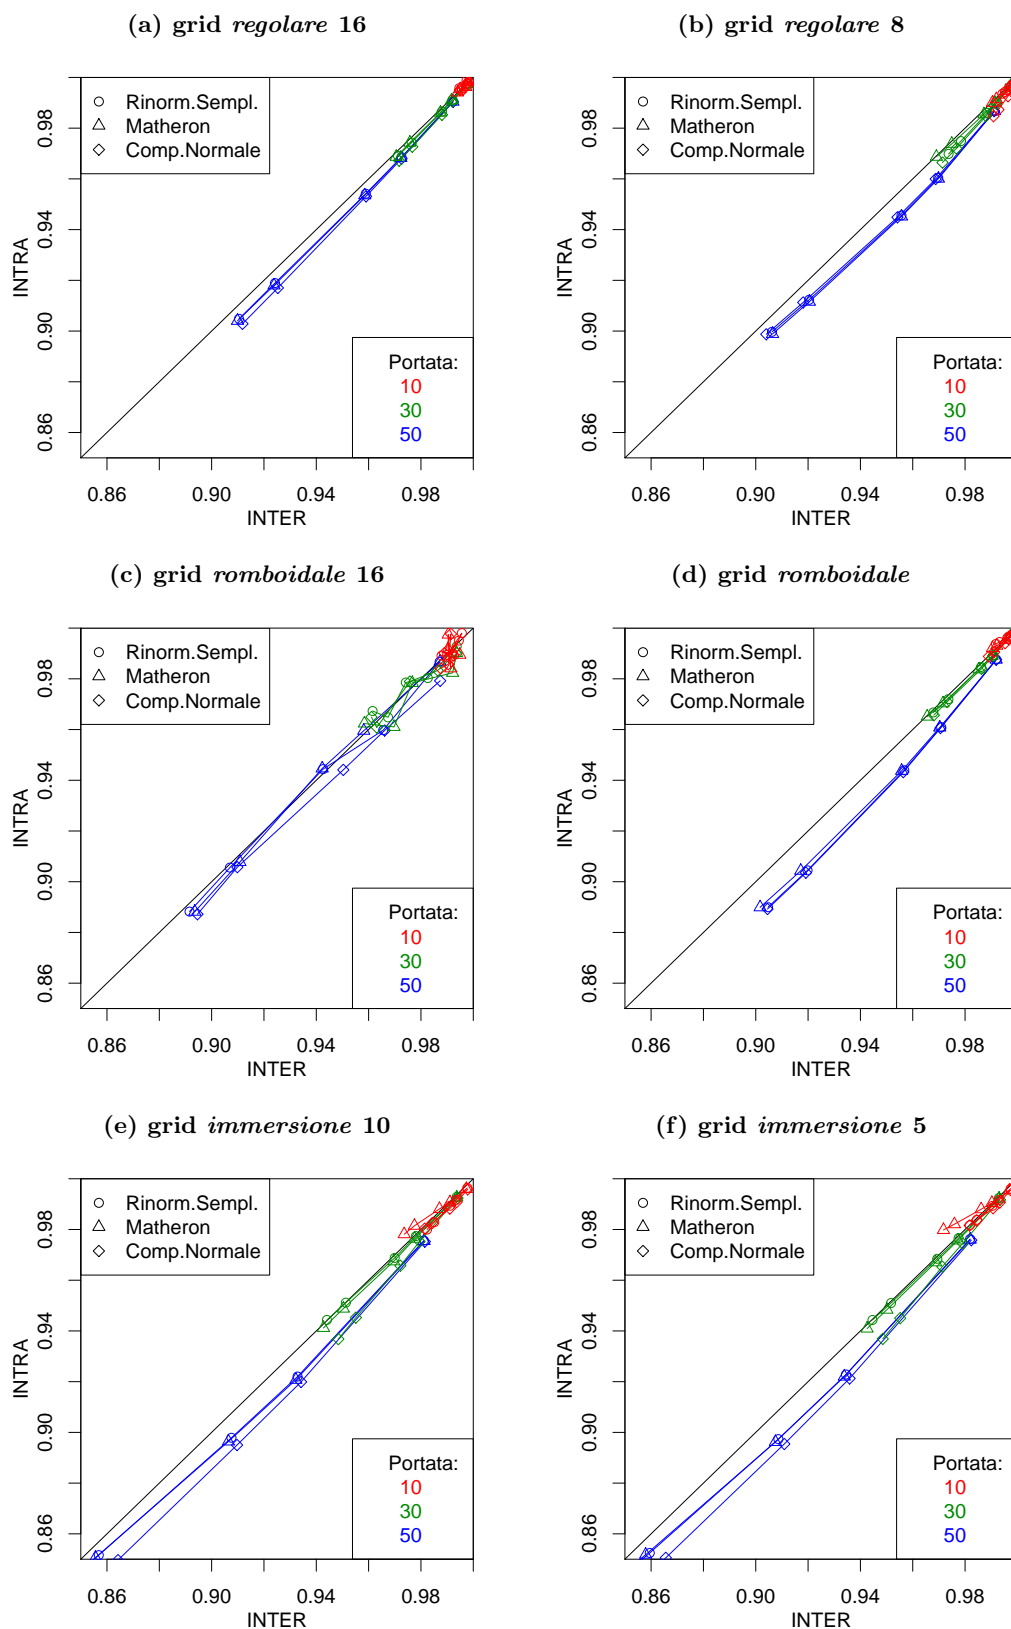 (a) grid regolare 16
(b) grid regolare 8
Rinorm.Sempl.
Matheron
Comp.Normale
Portata:
10
30
50
INTRA
0.86 0.90 0.94 0.98
0.86 0.90 0.94 0.98
INTER
Rinorm.Sempl.
Matheron
Comp.Normale
Portata:
10
30
50
INTRA
0.86 0.90 0.94 0.98
0.86 0.90 0.94 0.98
INTER
(c) grid romboidale 16
(d) grid romboidale
Rinorm.Sempl.
Matheron
Comp.Normale
Portata:
10
30
50
INTRA
0.86 0.90 0.94 0.98
0.86 0.90 0.94 0.98
INTER
Rinorm.Sempl.
Matheron
Comp.Normale
Portata:
10
30
50
INTRA
0.86 0.90 0.94 0.98
0.86 0.90 0.94 0.98
INTER
(e) grid immersione 10
(f) grid immersione 5
Rinorm.Sempl.
Matheron
Comp.Normale
Portata:
10
30
50
INTRA
0.86 0.90 0.94 0.98
0.86 0.90 0.94 0.98
INTER
Rinorm.Sempl.
Matheron
Comp.Normale
Portata:
10
30
50
INTRA
0.86 0.90 0.94 0.98
0.86 0.90 0.94 0.98
INTER